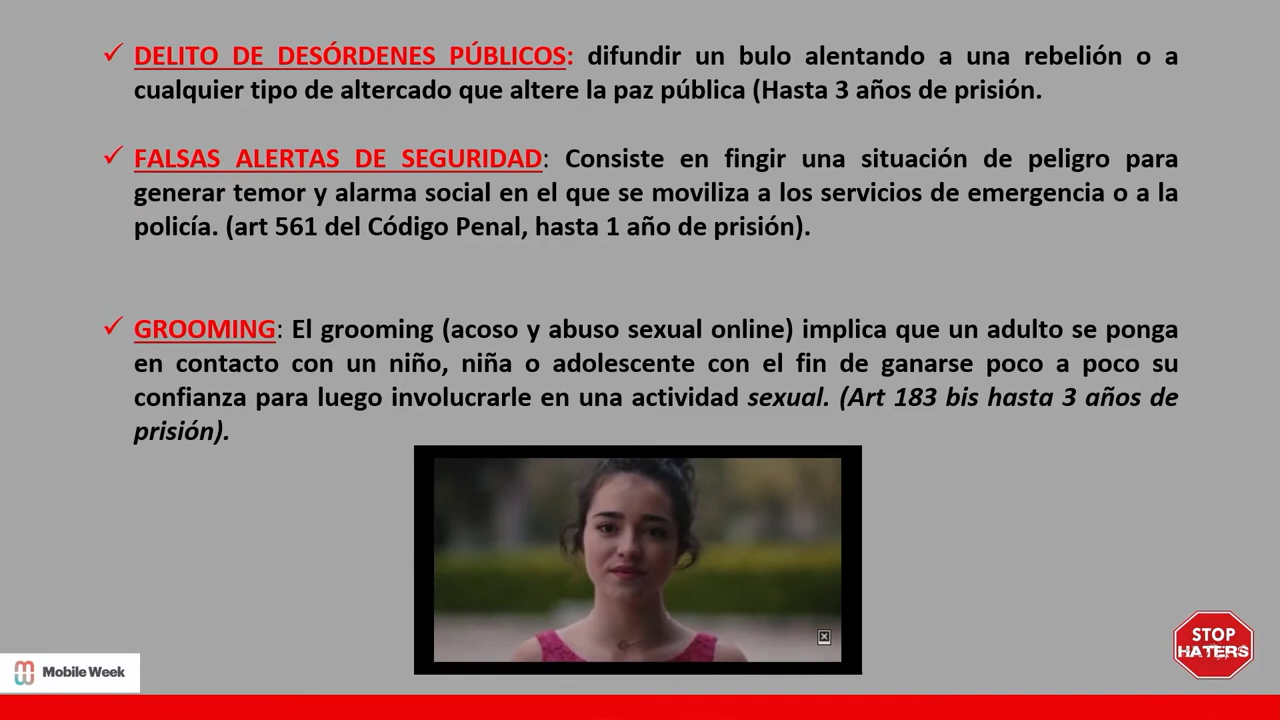 ✓ DELITO DE DESÓRDENES PÚBLICOS: difundir un bulo alentando a una rebelión o a
cualquier tipo de altercado que altere la paz pública (Hasta 3 años de prisión.
✓ FALSAS ALERTAS DE SEGURIDAD: Consiste en fingir una situación de peligro para
generar temor y alarma social en el que se moviliza a los servicios de emergencia o a la
policía. (art 561 del Código Penal, hasta 1 año de prisión).
✓ GROOMING: El grooming (acoso y abuso sexual online) implica que un adulto se ponga
en contacto con un niño, niña o adolescente con el fin de ganarse poco a poco su
confianza para luego involucrarle en una actividad sexual. (Art 183 bis hasta 3 años de
prisión).
STOP
HATERS
Mobile Week